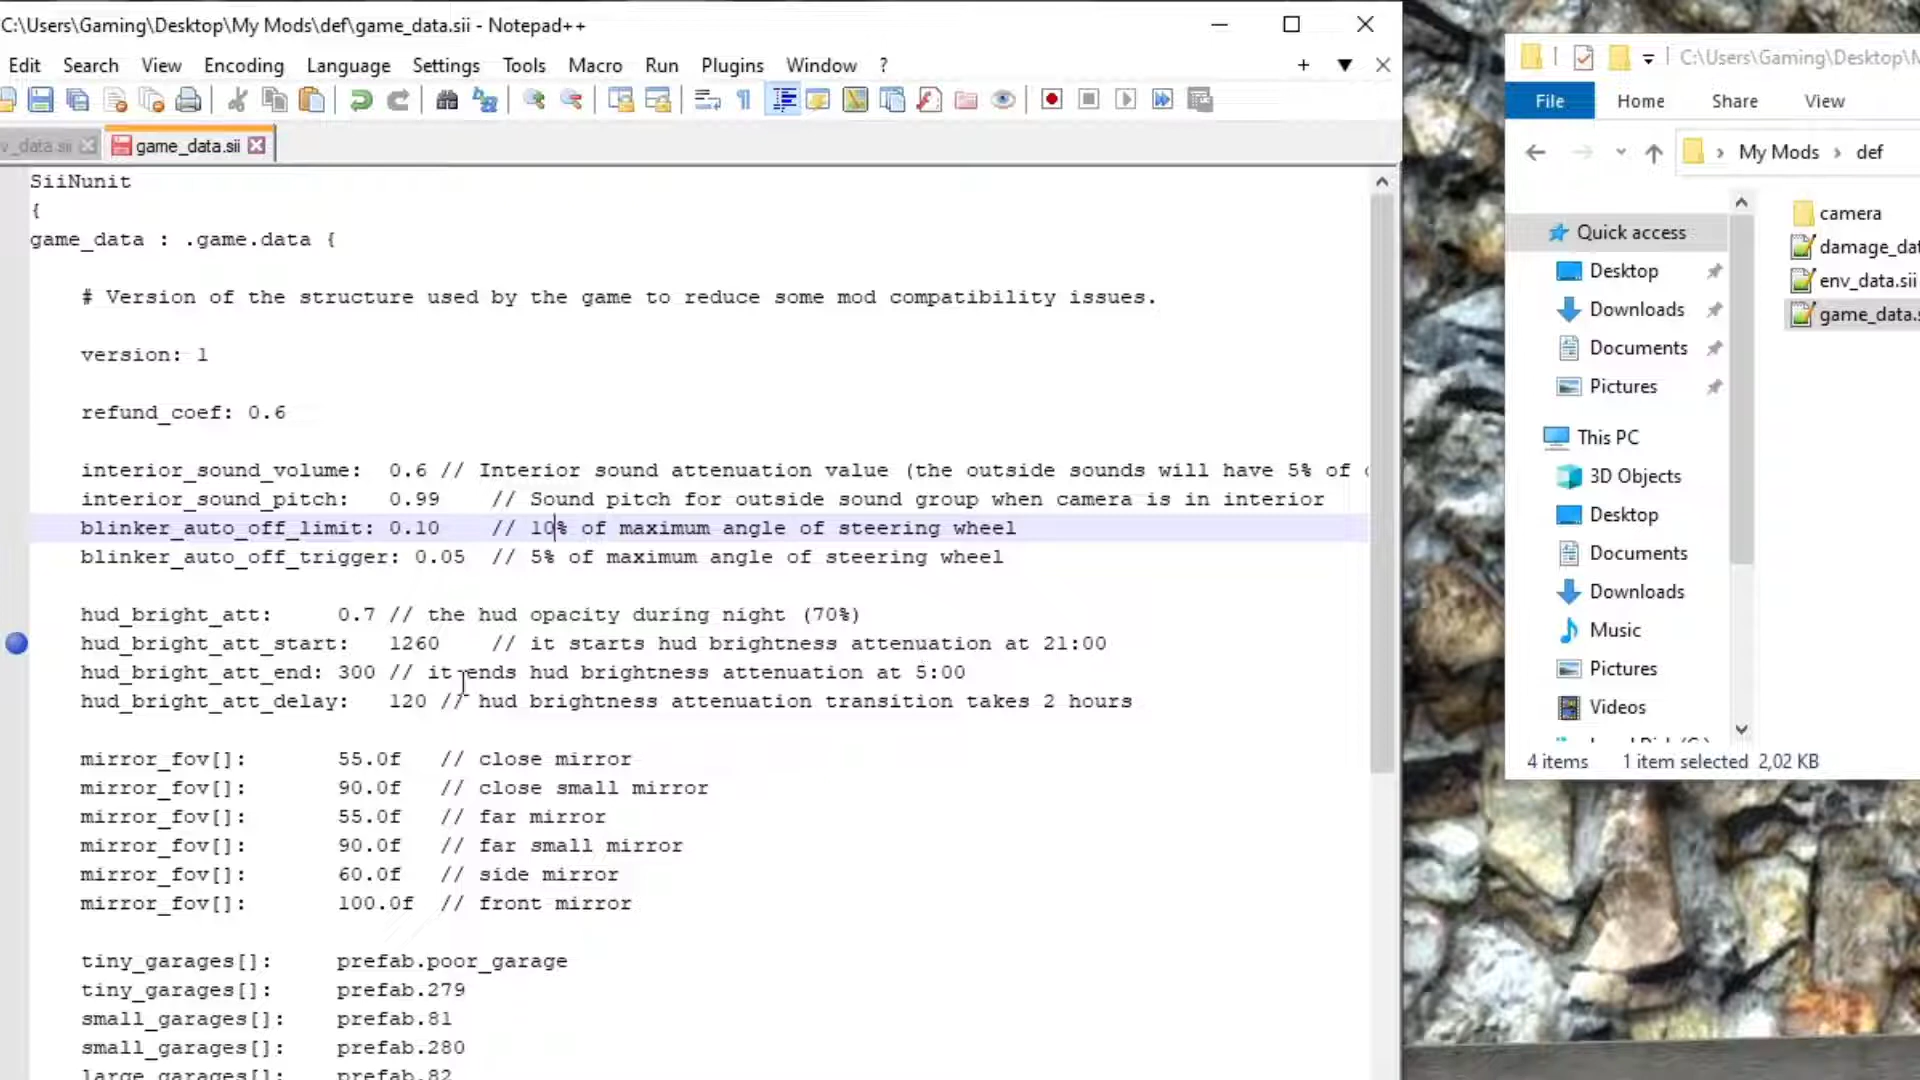 C:\Users\Gaming\Desktop\My Mods\def\game_data.sii - Notepad++
Edit Search View Encoding Language Settings Tools Macro Run Plugins Window ?
v_data.sii game_data.sii
SiiNunit
{
game_data : .game.data {
# Version of the structure used by the game to reduce some mod compatibility issues.
version: 1
refund_coef: 0.6
interior_sound_volume: 0.6 // Interior sound attenuation value (the outside sounds will have 5% of
interior_sound_pitch: 0.99 // Sound pitch for outside sound group when camera is in interior
blinker_auto_off_limit: 0.10 // 10% of maximum angle of steering wheel
blinker_auto_off_trigger: 0.05 // 5% of maximum angle of steering wheel
hud_bright_att: 0.7 // the hud opacity during night (70%)
hud_bright_att_start: 1260 // it starts hud brightness attenuation at 21:00
hud_bright_att_end: 300 // it ends hud brightness attenuation at 5:00
hud_bright_att_delay: 120 // hud brightness attenuation transition takes 2 hours
mirror_fov[]: 55.0f // close mirror
mirror_fov[]: 90.0f // close small mirror
mirror_fov[]: 55.0f // far mirror
mirror_fov[]: 90.0f // far small mirror
mirror_fov[]: 60.0f // side mirror
mirror_fov[]: 100.0f // front mirror
tiny_garages[]: prefab.poor_garage
tiny_garages[]: prefab.279
small_garages[]: prefab.81
small_garages[]: prefab.280
large_garages[]: prefab.82
C:\Users\Gaming\Desktop\M
File Home Share View
My Mods def
Quick access
Desktop
Downloads
Documents
Pictures
This PC
3D Objects
Desktop
Documents
Downloads
Music
Pictures
Videos
camera
damage_dat
env_data.sii
game_data.s
4 items 1 item selected 2,02 KB